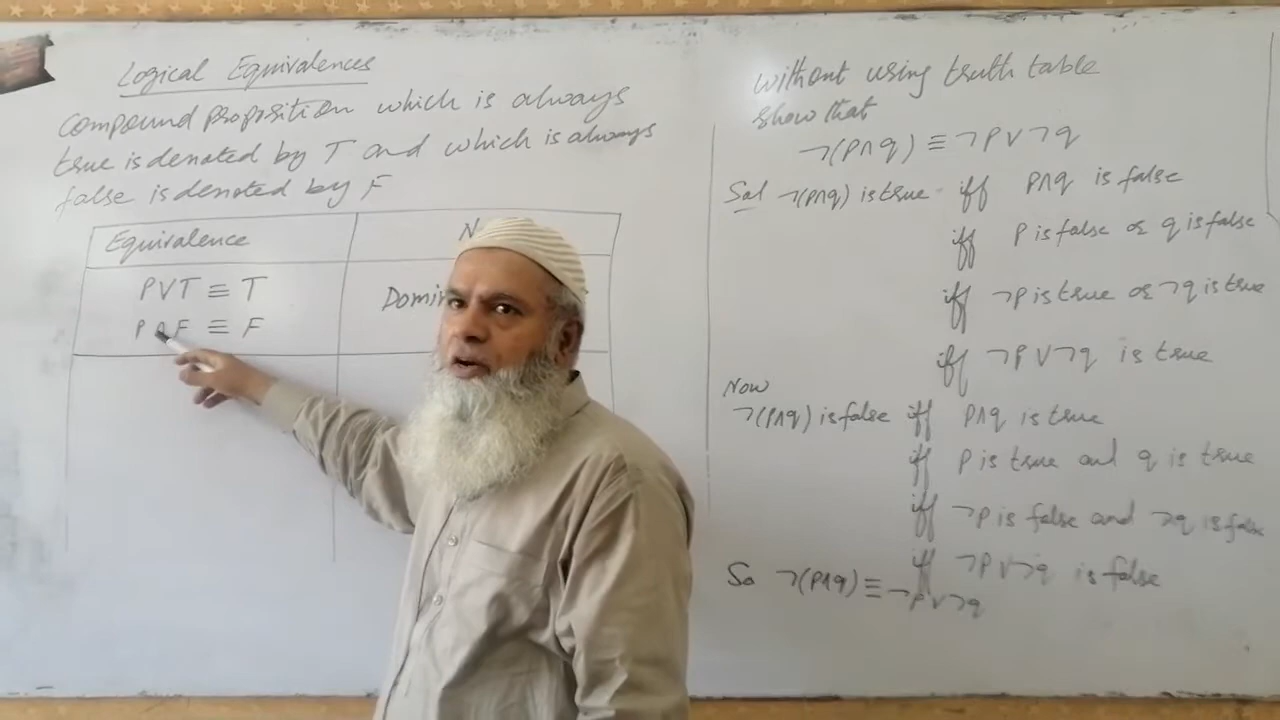 Logical Equivalences
Compound proposition which is always
true is denoted by T and which is always
false is denoted by F
Equivalence
P∨T ≡ T
P∧F ≡ F
without using truth table
show that
¬(P∧q) ≡ ¬P∨¬q
Sol ¬(P∧q) is true iff P∧q is false
iff P is false or q is false
iff ¬P is true or ¬q is true
iff ¬P∨¬q is true
Now
¬(P∧q) is false iff P∧q is true
iff P is true and q is true
iff ¬P is false and ¬q is false
iff ¬P∨¬q is false
So ¬(P∧q) ≡ ¬P∨¬q